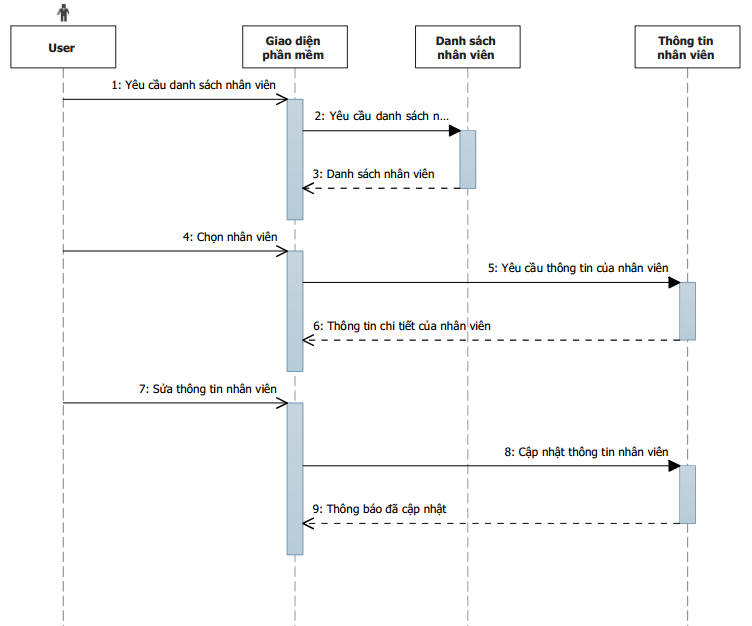 User
Giao diện
phần mềm
Danh sách
nhân viên
Thông tin
nhân viên
1: Yêu cầu danh sách nhân viên
2: Yêu cầu danh sách n...
3: Danh sách nhân viên
4: Chọn nhân viên
5: Yêu cầu thông tin của nhân viên
6: Thông tin chi tiết của nhân viên
7: Sửa thông tin nhân viên
8: Cập nhật thông tin nhân viên
9: Thông báo đã cập nhật